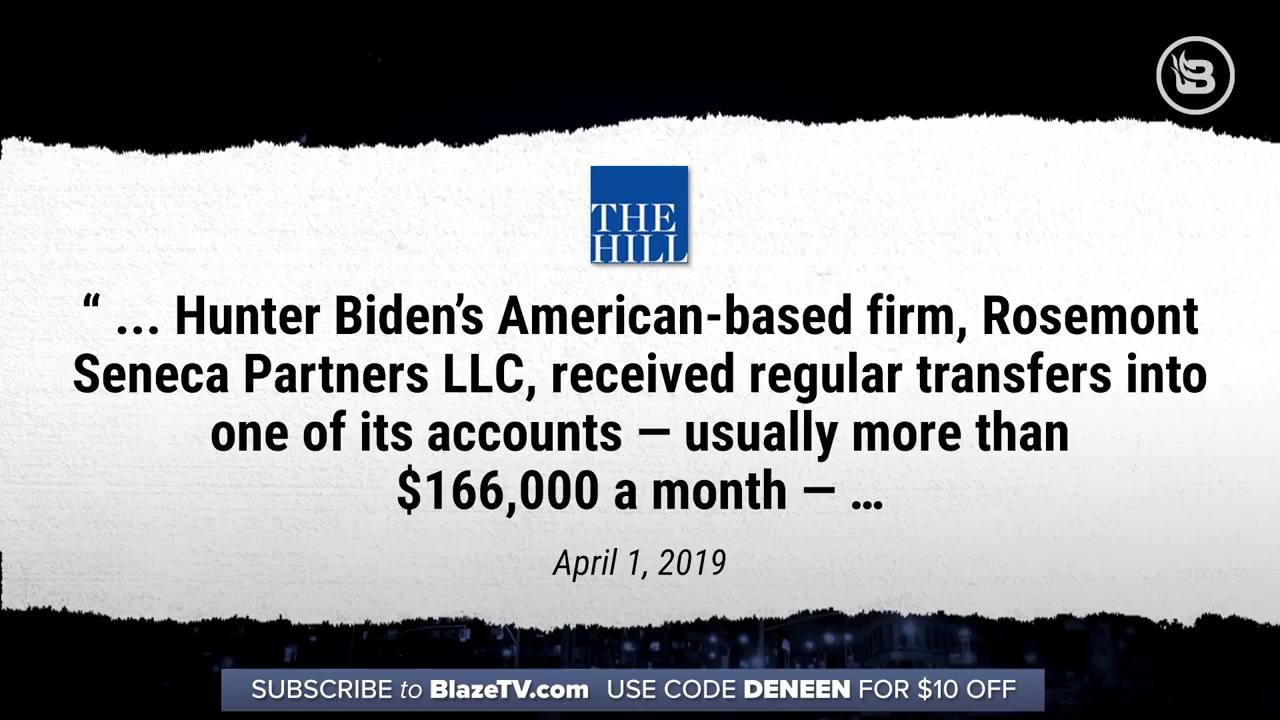 THE
HILL
“ ... Hunter Biden’s American-based firm, Rosemont
Seneca Partners LLC, received regular transfers into
one of its accounts — usually more than
$166,000 a month — …
April 1, 2019
SUBSCRIBE to BlazeTV.com USE CODE DENEEN FOR $10 OFF